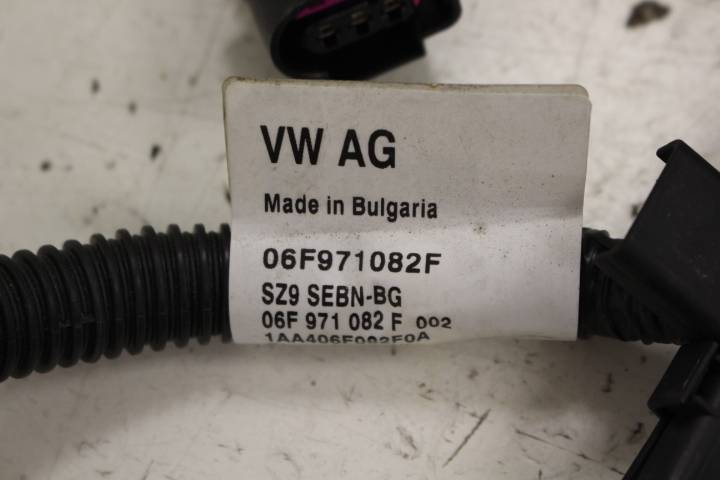 VW AG
Made in Bulgaria
06F971082F
SZ9 SEBN-BG
06F 971 082 F 002